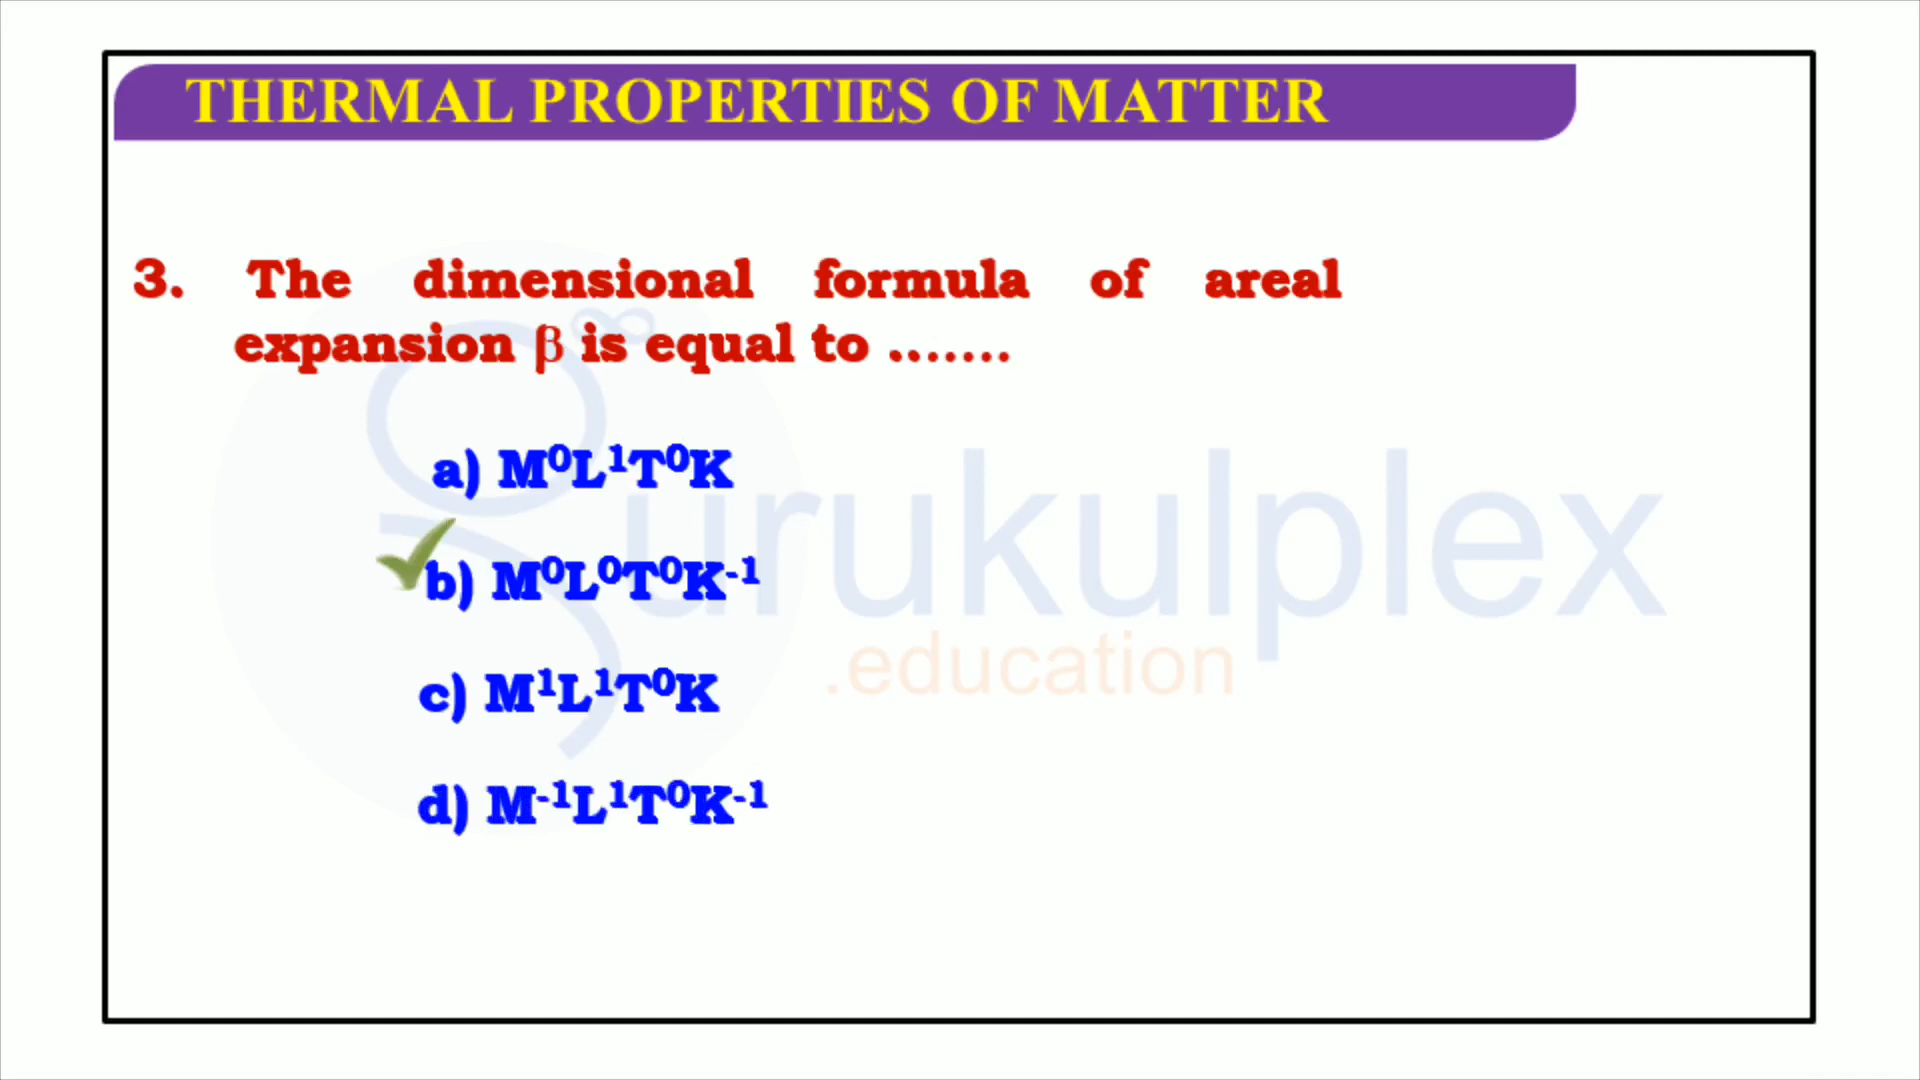 THERMAL PROPERTIES OF MATTER
3. The dimensional formula of areal
expansion β is equal to .......
a) M⁰L¹T⁰K
b) M⁰L⁰T⁰K⁻¹
c) M¹L¹T⁰K
d) M⁻¹L¹T⁰K⁻¹
urukulplex
.education